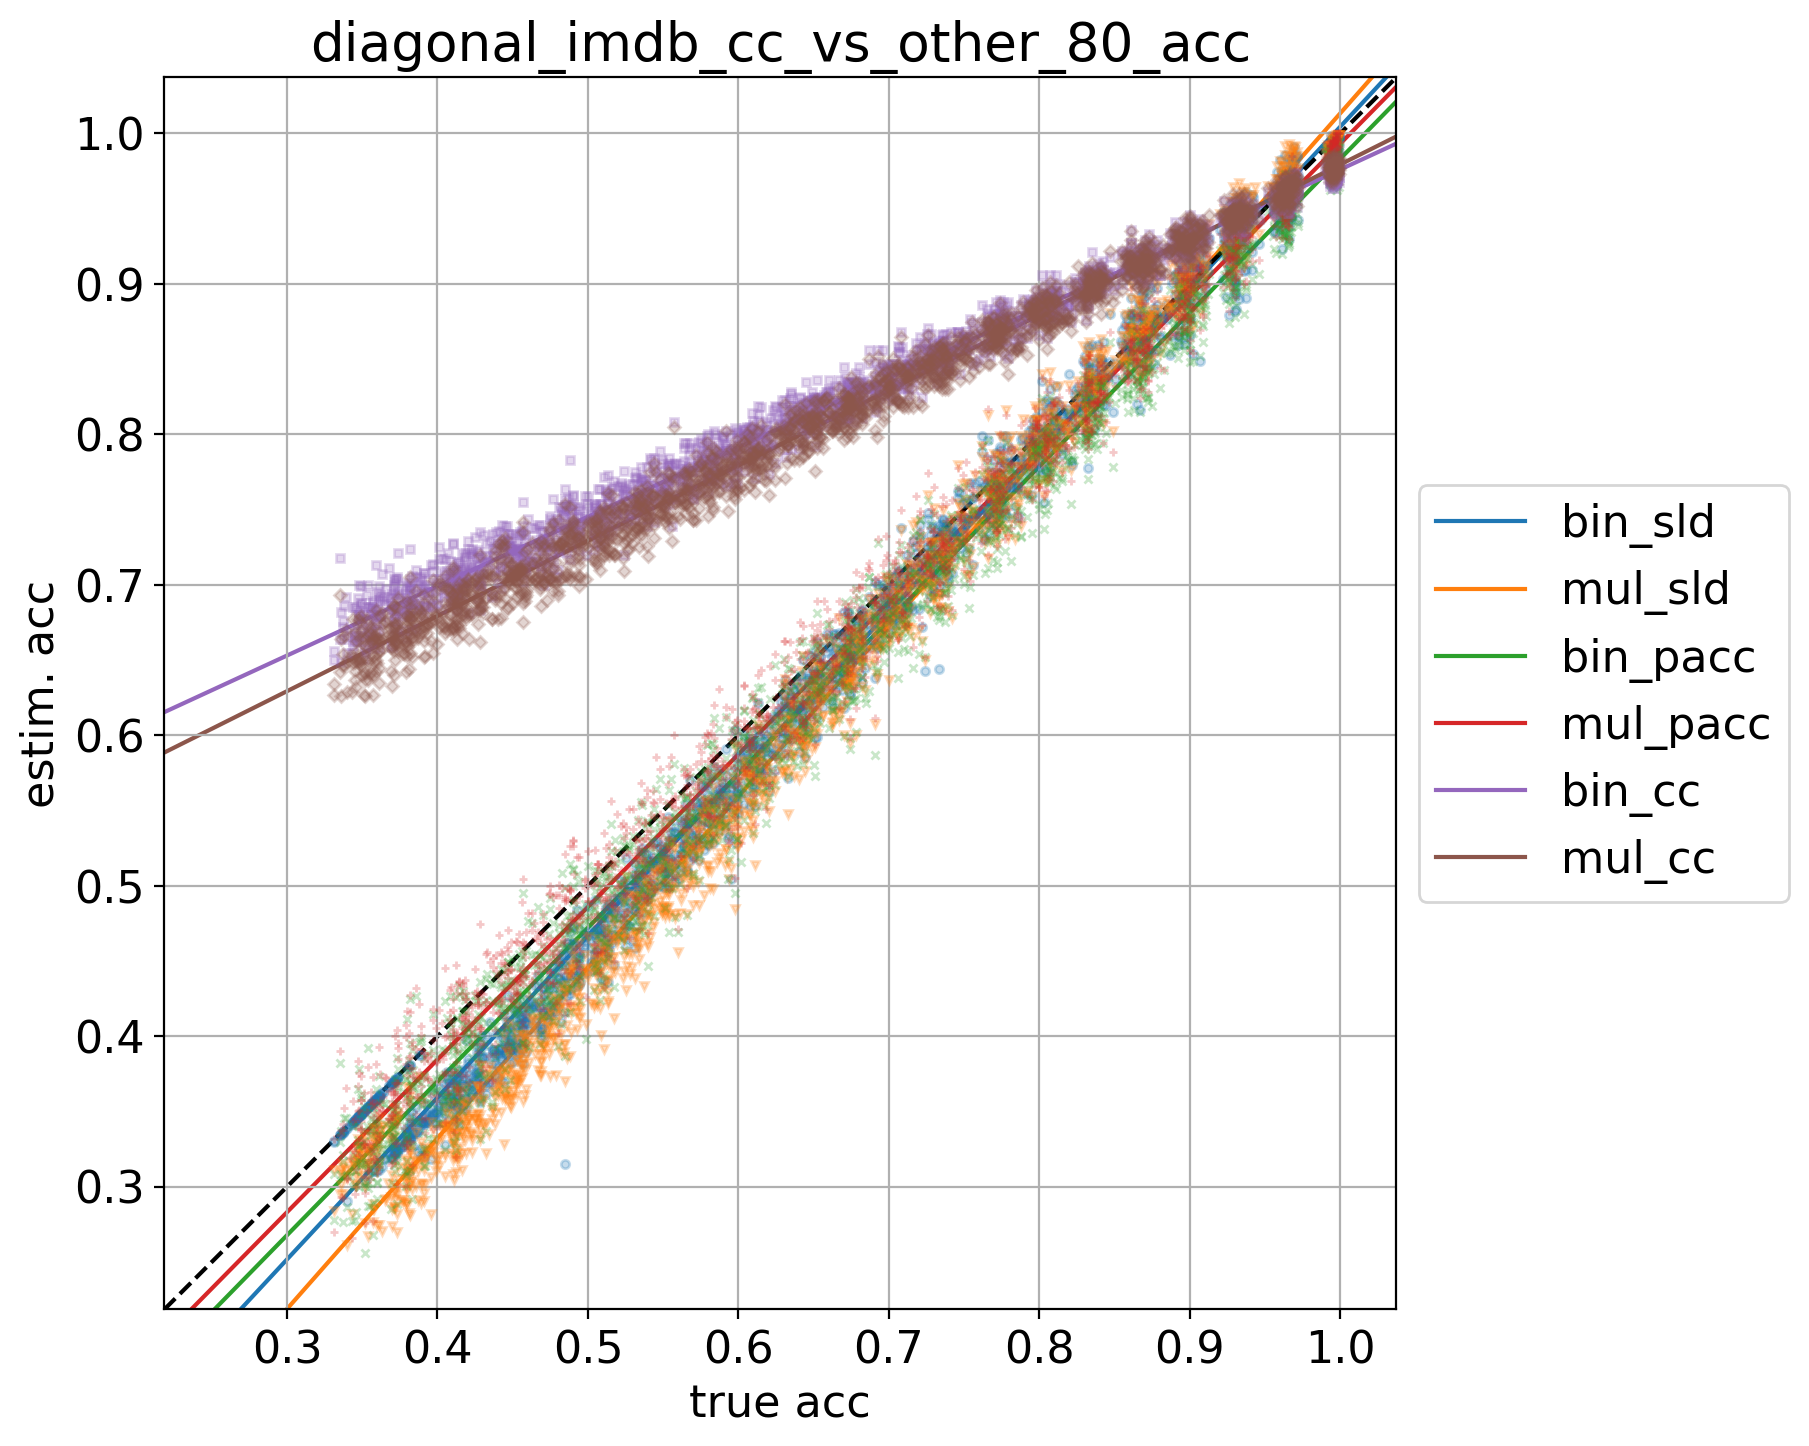 diagonal_imdb_cc_vs_other_80_acc
1.0
0.9
0.8
0.7
0.6
0.5
0.4
0.3
estim. acc
0.3 0.4 0.5 0.6 0.7 0.8 0.9 1.0
true acc
bin_sld
mul_sld
bin_pacc
mul_pacc
bin_cc
mul_cc